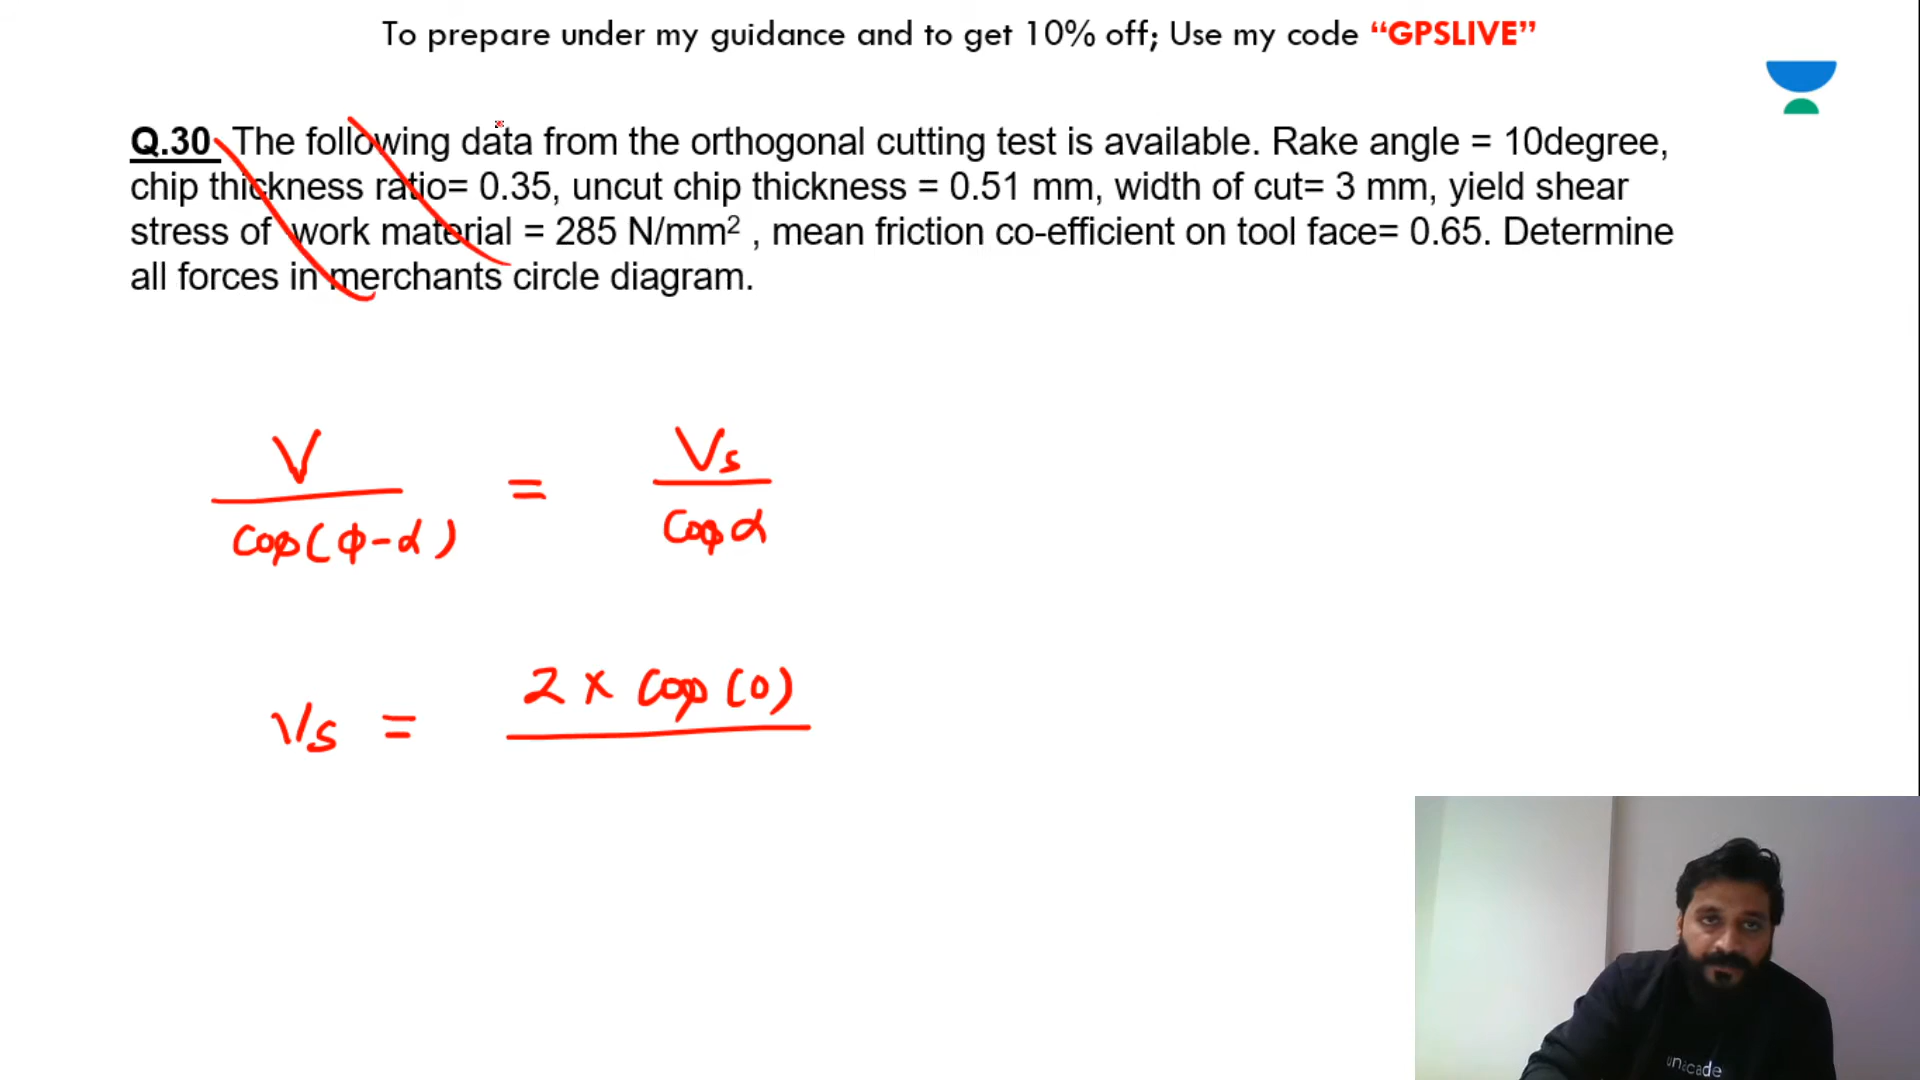 To prepare under my guidance and to get 10% off; Use my code “GPSLIVE”
Q.30 The following data from the orthogonal cutting test is available. Rake angle = 10degree,
chip thickness ratio= 0.35, uncut chip thickness = 0.51 mm, width of cut= 3 mm, yield shear
stress of work material = 285 N/mm² , mean friction co-efficient on tool face= 0.65. Determine
all forces in merchants circle diagram.
V / cos(ϕ-α) = Vs / cos α
Vs = 2 x cos(0)
unacade